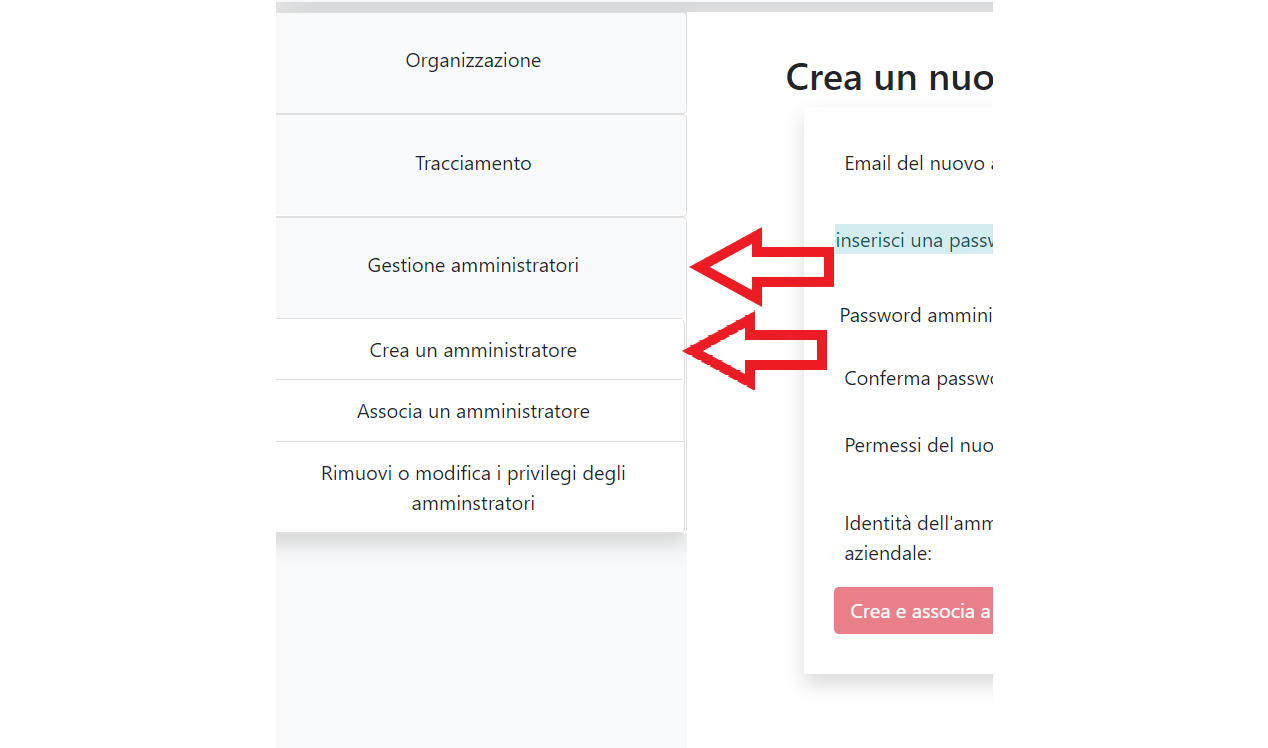 Organizzazione
Tracciamento
Gestione amministratori
Crea un amministratore
Associa un amministratore
Rimuovi o modifica i privilegi degli
amminstratori
Crea un nuo
Email del nuovo
inserisci una passw
Password ammini
Conferma passwo
Permessi del nuo
Identità dell'amm
aziendale:
Crea e associa a